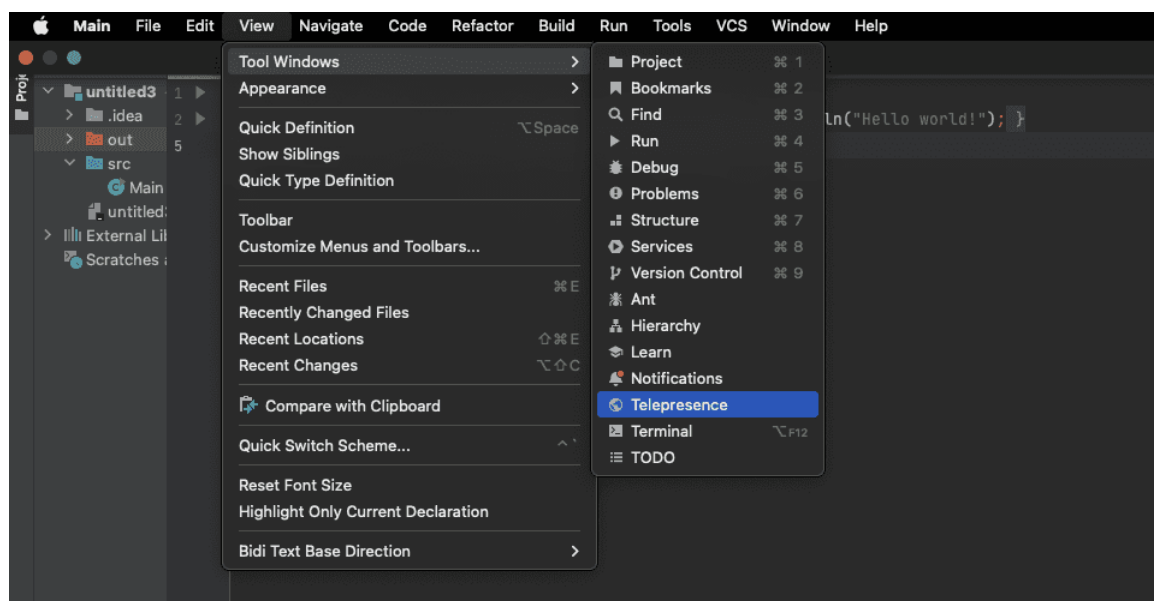 Main File Edit View Navigate Code Refactor Build Run Tools VCS Window Help
Proje
untitled3
.idea
out
src
Main
untitled3
External Lib
Scratches a
1
2
5
ln("Hello world!"); }
Tool Windows
Appearance
Quick Definition ⌥Space
Show Siblings
Quick Type Definition
Toolbar
Customize Menus and Toolbars...
Recent Files ⌘E
Recently Changed Files
Recent Locations ⇧⌘E
Recent Changes ⌥⇧C
Compare with Clipboard
Quick Switch Scheme... ^`
Reset Font Size
Highlight Only Current Declaration
Bidi Text Base Direction
Project ⌘ 1
Bookmarks ⌘ 2
Find ⌘ 3
Run ⌘ 4
Debug ⌘ 5
Problems ⌘ 6
Structure ⌘ 7
Services ⌘ 8
Version Control ⌘ 9
Ant
Hierarchy
Learn
Notifications
Telepresence
Terminal ⌥F12
TODO